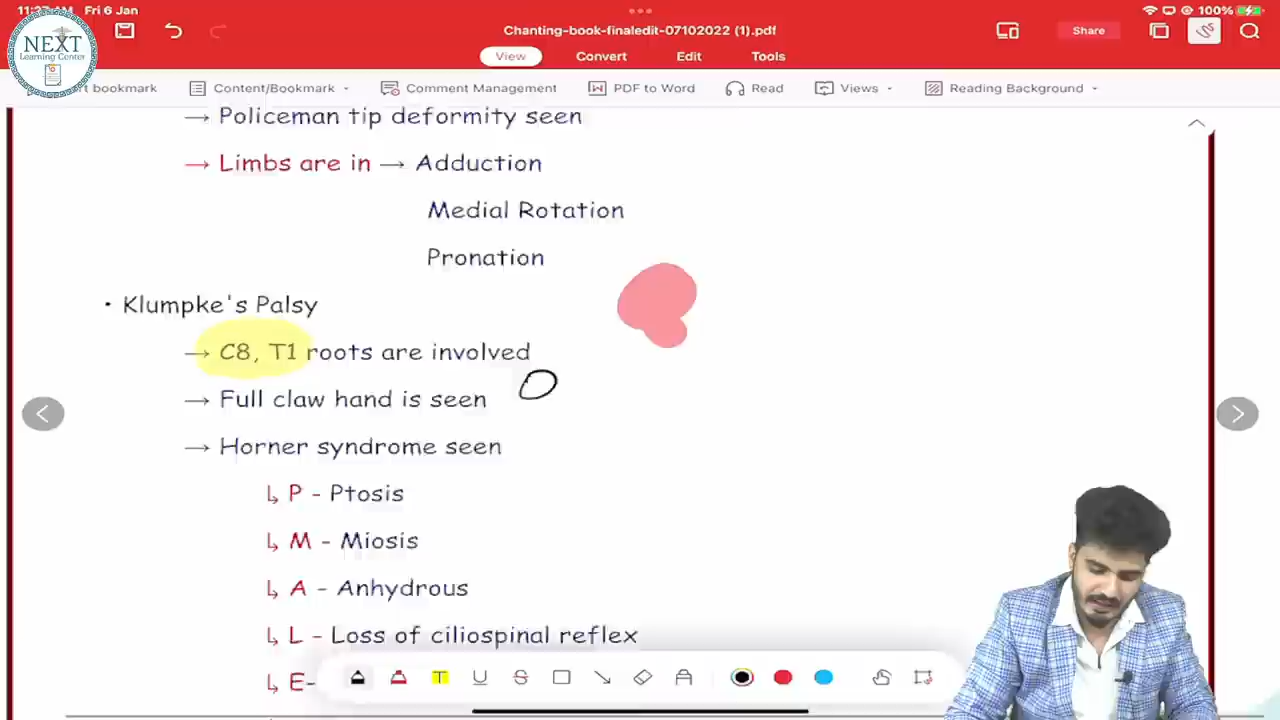 11:27 AM Fri 6 Jan
100%
NEXT
Learning Center
Chanting-book-finaledit-07102022 (1).pdf
Share
View Convert Edit Tools
bookmark Content/Bookmark Comment Management PDF to Word Read Views Reading Background
→ Policeman tip deformity seen
→ Limbs are in → Adduction
Medial Rotation
Pronation
• Klumpke's Palsy
→ C8, T1 roots are involved
→ Full claw hand is seen
→ Horner syndrome seen
↳ P - Ptosis
↳ M - Miosis
↳ A - Anhydrous
↳ L - Loss of ciliospinal reflex
↳ E-